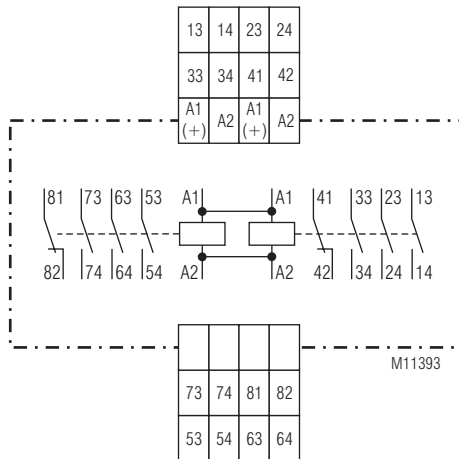 13 14 23 24
33 34 41 42
A1 (+) A2 A1 (+) A2
81 73 63 53 A1 A1 41 33 23 13
82 74 64 54 A2 A2 42 34 24 14
M11393
73 74 81 82
53 54 63 64